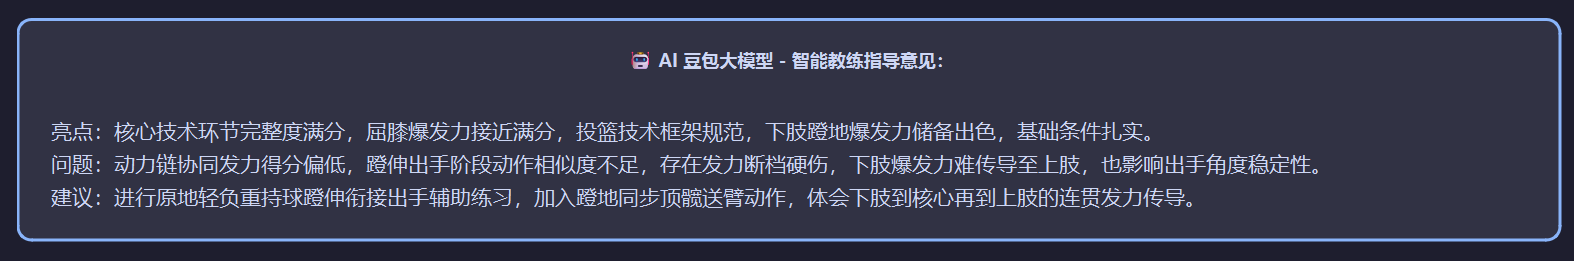 AI 豆包大模型 - 智能教练指导意见：
亮点：核心技术环节完整度满分，屈膝爆发力接近满分，投篮技术框架规范，下肢蹬地爆发力储备出色，基础条件扎实。
问题：动力链协同发力得分偏低，蹬伸出手阶段动作相似度不足，存在发力断档硬伤，下肢爆发力难传导至上肢，也影响出手角度稳定性。
建议：进行原地轻负重持球蹬伸衔接出手辅助练习，加入蹬地同步顶髋送臂动作，体会下肢到核心再到上肢的连贯发力传导。